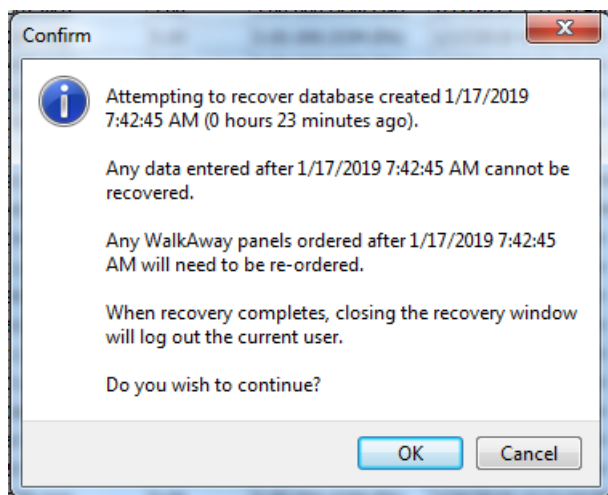 Confirm
Attempting to recover database created 1/17/2019
7:42:45 AM (0 hours 23 minutes ago).
Any data entered after 1/17/2019 7:42:45 AM cannot be
recovered.
Any WalkAway panels ordered after 1/17/2019 7:42:45
AM will need to be re-ordered.
When recovery completes, closing the recovery window
will log out the current user.
Do you wish to continue?
OK
Cancel